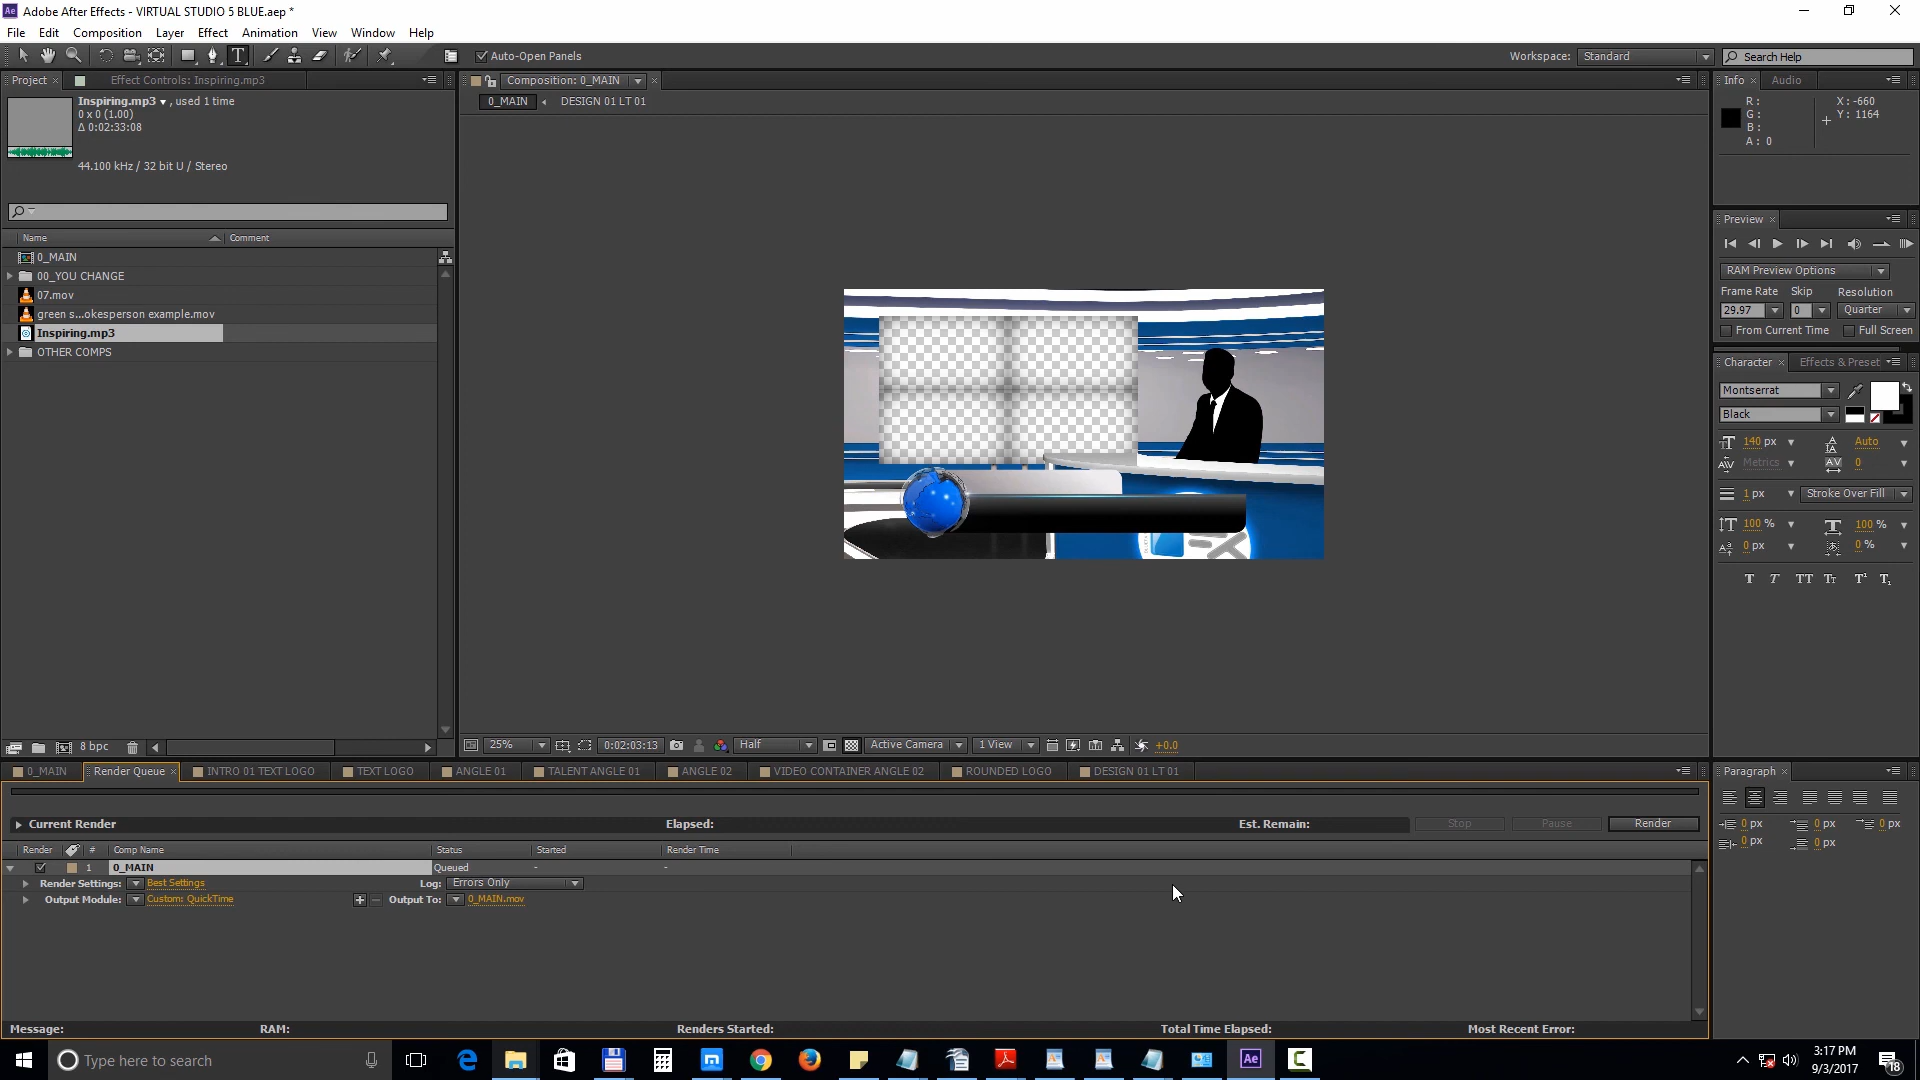 Adobe After Effects - VIRTUAL STUDIO 5 BLUE.aep *
File Edit Composition Layer Effect Animation View Window Help
Auto-Open Panels
Workspace: Standard
Search Help
Project
Effect Controls: Inspiring.mp3
Inspiring.mp3 , used 1 time
0 x 0 (1.00)
Δ 0:02:33:08
44.100 kHz / 32 bit U / Stereo
Name Comment
0_MAIN
00_YOU CHANGE
07.mov
green s...okesperson example.mov
Inspiring.mp3
OTHER COMPS
8 bpc
Composition: 0_MAIN
0_MAIN DESIGN 01 LT 01
25% 0:02:03:13 Half Active Camera 1 View +0.0
Info Audio
R : X : -660
G : Y : 1164
B :
A : 0
Preview
RAM Preview Options
Frame Rate Skip Resolution
29.97 0 Quarter
From Current Time Full Screen
Character Effects & Preset
Montserrat
Black
140 px Auto
Metrics 0
1 px Stroke Over Fill
100 % 100 %
0 px 0 %
T T TT Tr T¹ T₁
Paragraph
0 px 0 px 0 px
0 px 0 px
0_MAIN Render Queue INTRO 01 TEXT LOGO TEXT LOGO ANGLE 01 TALENT ANGLE 01 ANGLE 02 VIDEO CONTAINER ANGLE 02 ROUNDED LOGO DESIGN 01 LT 01
Current Render Elapsed: Est. Remain: Stop Pause Render
Render # Comp Name Status Started Render Time
1 0_MAIN Queued - -
Render Settings: Best Settings Log: Errors Only
Output Module: Custom: QuickTime Output To: 0_MAIN.mov
Message: RAM: Renders Started: Total Time Elapsed: Most Recent Error:
Type here to search
3:17 PM
9/3/2017
18